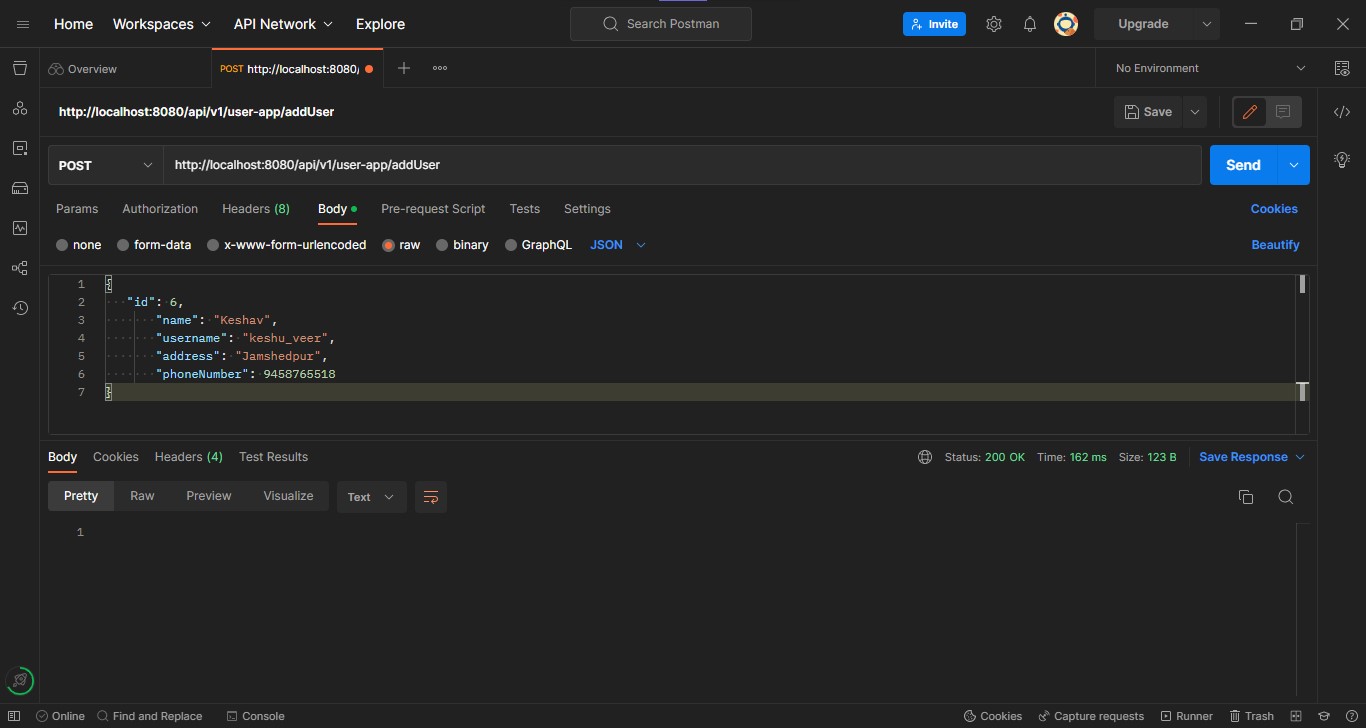 Home Workspaces API Network Explore Search Postman Invite Upgrade
Overview POST http://localhost:8080/ No Environment
http://localhost:8080/api/v1/user-app/addUser Save
POST http://localhost:8080/api/v1/user-app/addUser Send
Params Authorization Headers (8) Body Pre-request Script Tests Settings Cookies
none form-data x-www-form-urlencoded raw binary GraphQL JSON Beautify
1 {
2 "id": 6,
3 "name": "Keshav",
4 "username": "keshu_veer",
5 "address": "Jamshedpur",
6 "phoneNumber": 9458765518
7 }
Body Cookies Headers (4) Test Results Status: 200 OK Time: 162 ms Size: 123 B Save Response
Pretty Raw Preview Visualize Text
1
Online Find and Replace Console Cookies Capture requests Runner Trash